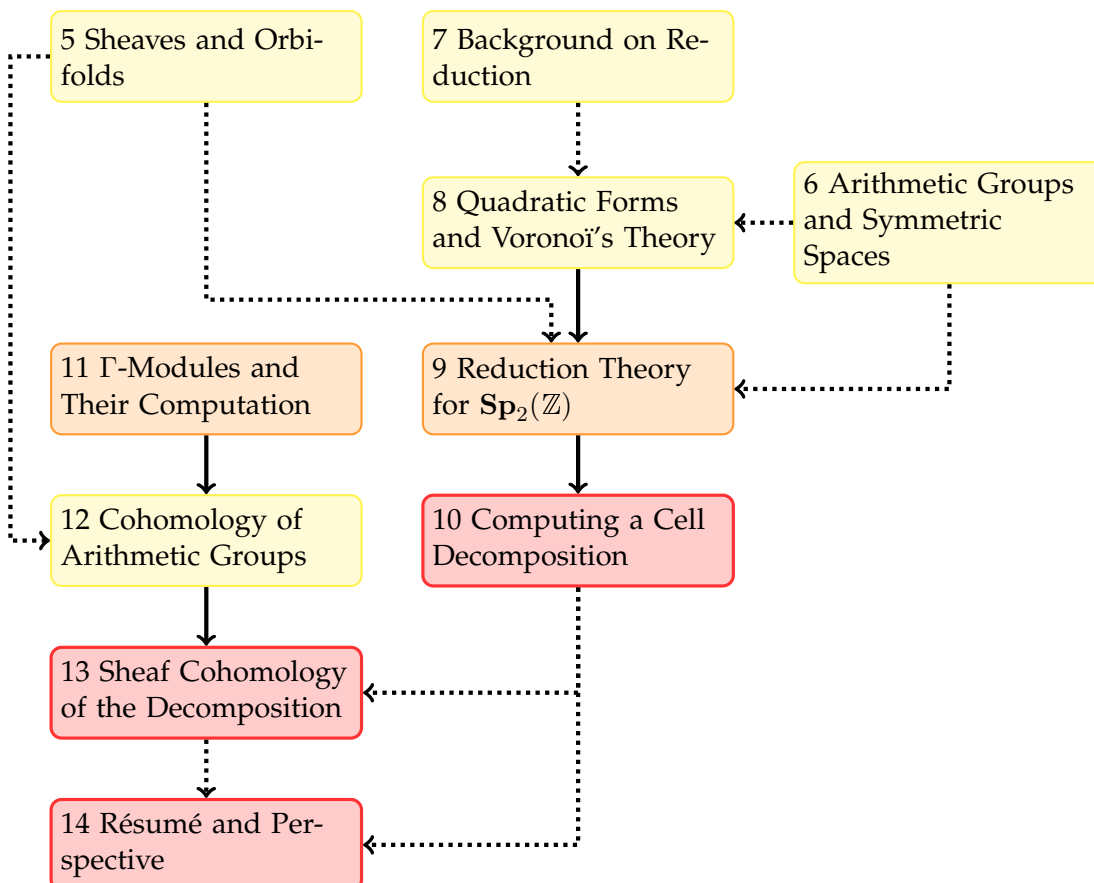 5 Sheaves and Orbi-
folds
7 Background on Re-
duction
8 Quadratic Forms
and Voronoï's Theory
6 Arithmetic Groups
and Symmetric
Spaces
11 Γ-Modules and
Their Computation
9 Reduction Theory
for Sp₂(ℤ)
12 Cohomology of
Arithmetic Groups
10 Computing a Cell
Decomposition
13 Sheaf Cohomology
of the Decomposition
14 Résumé and Per-
spective